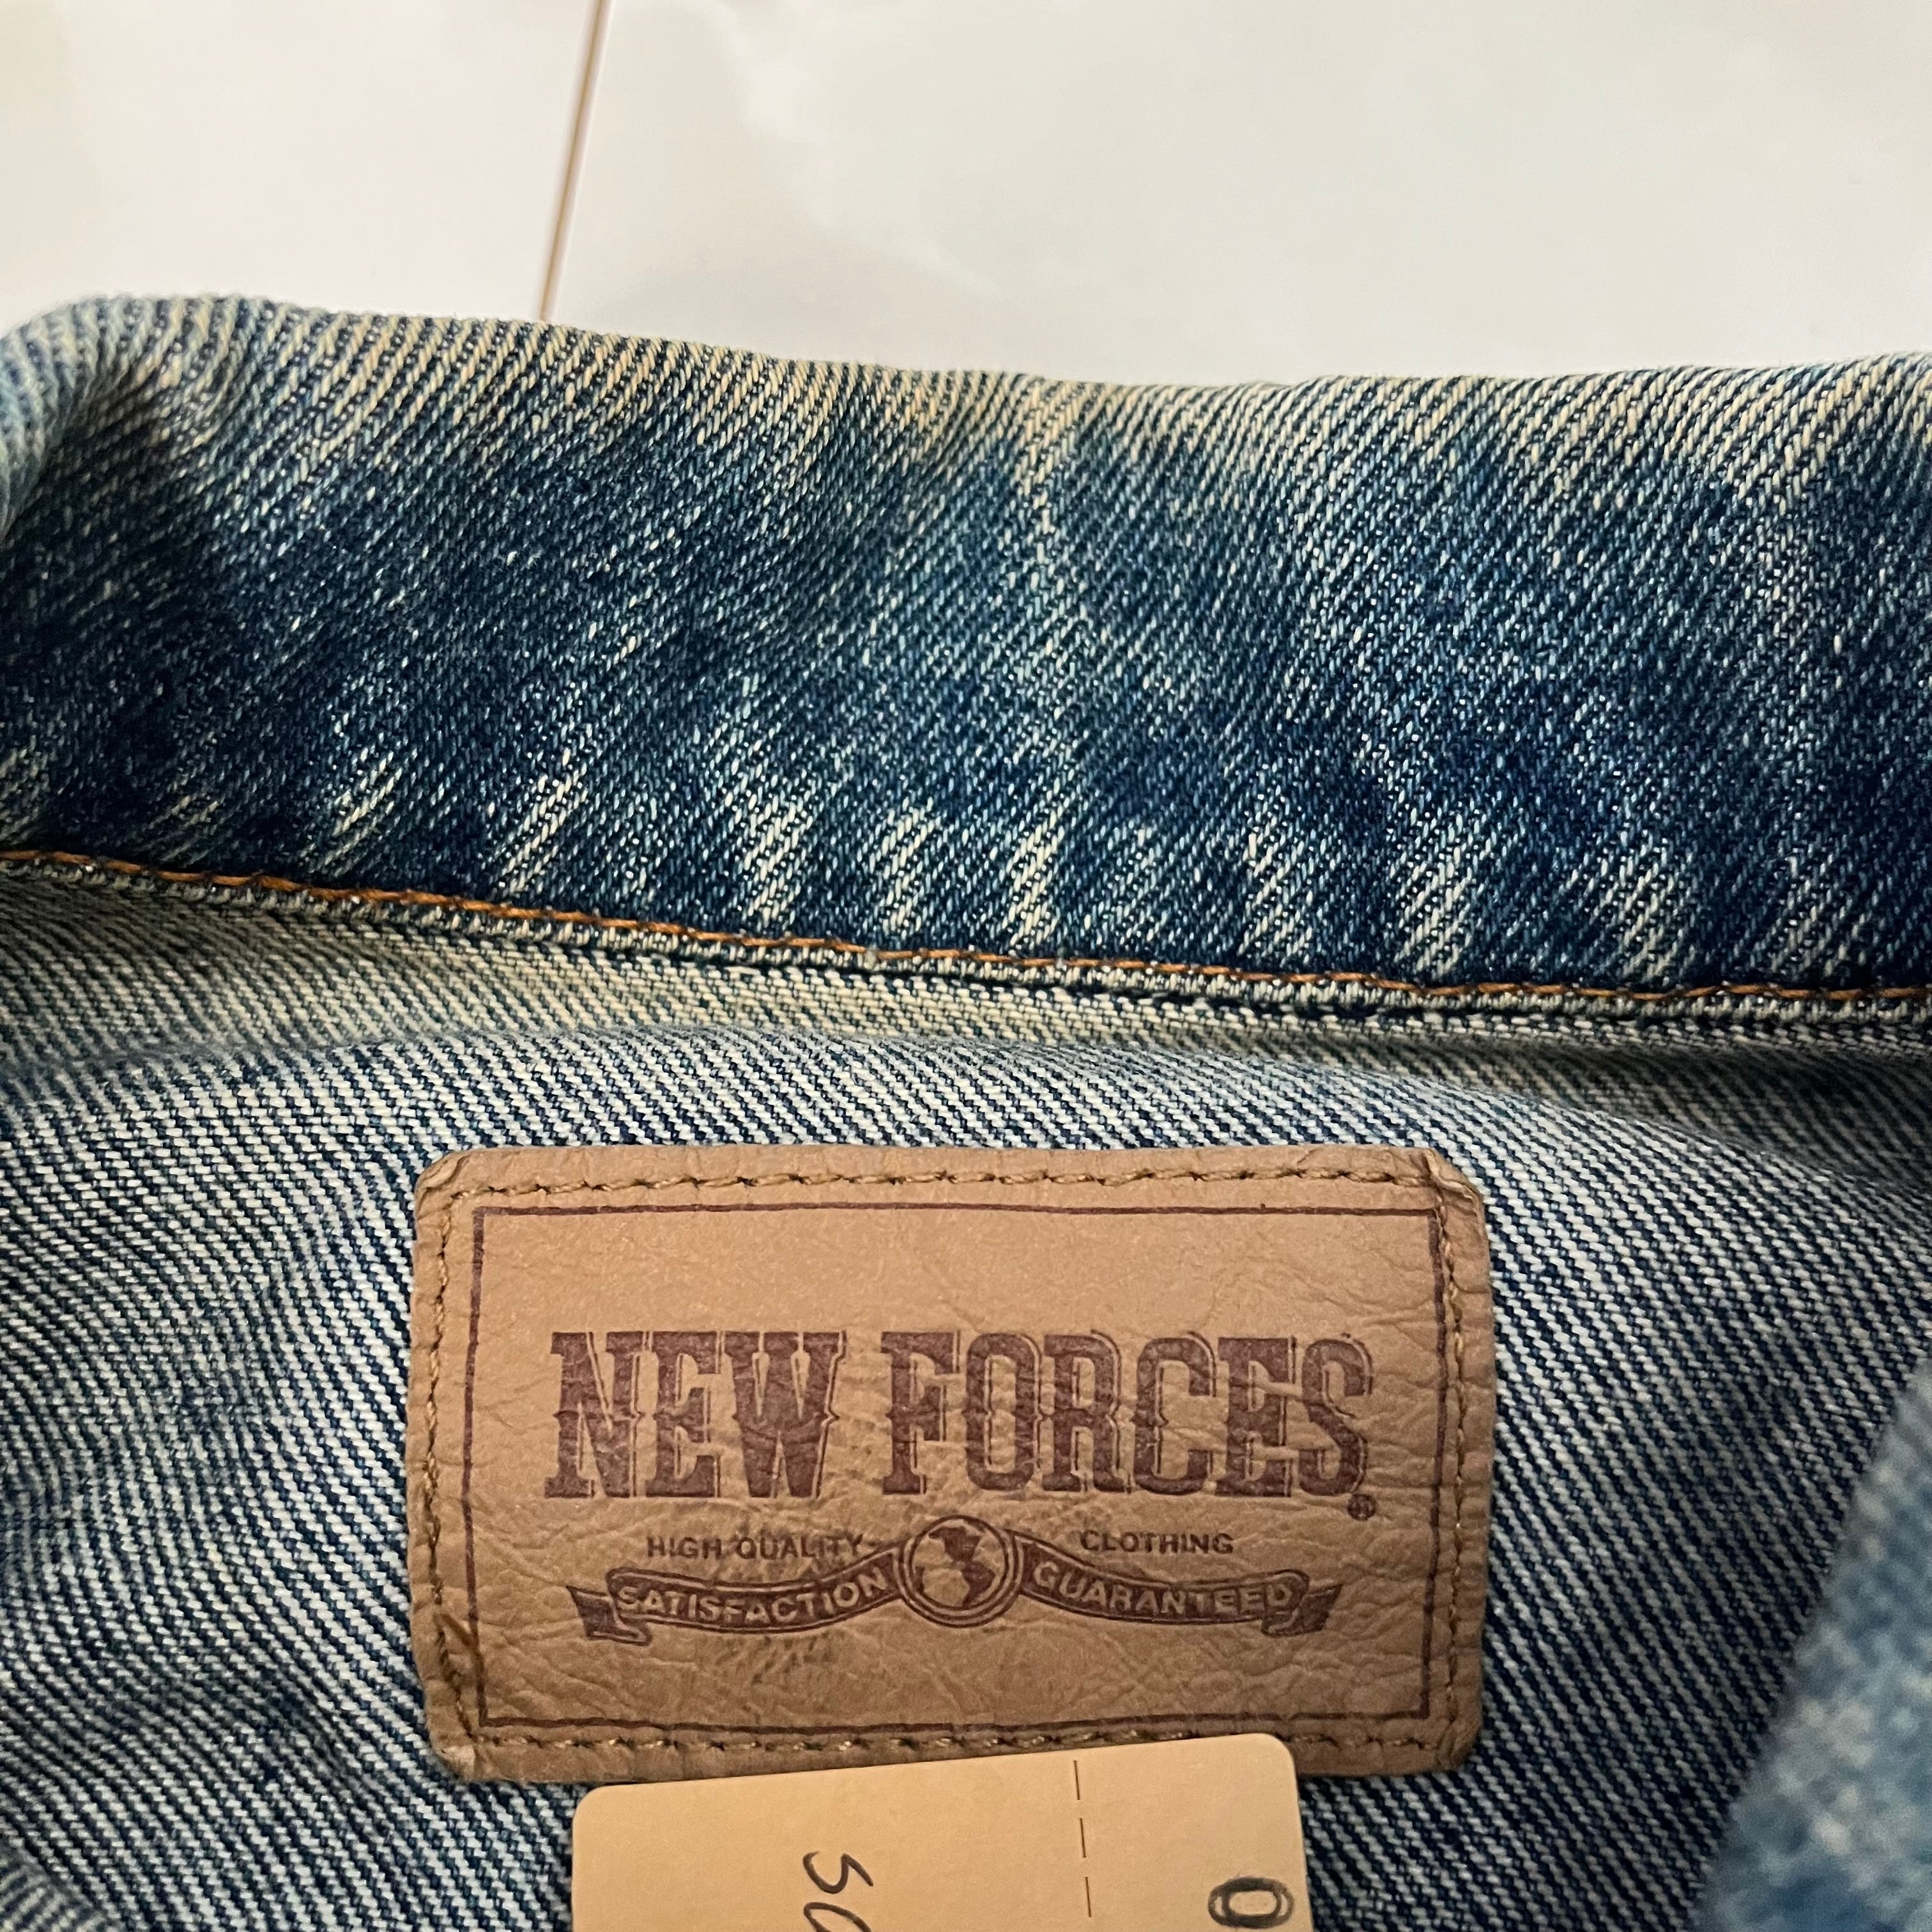 NEW FORCES®
HIGH QUALITY CLOTHING
SATISFACTION GUARANTEED